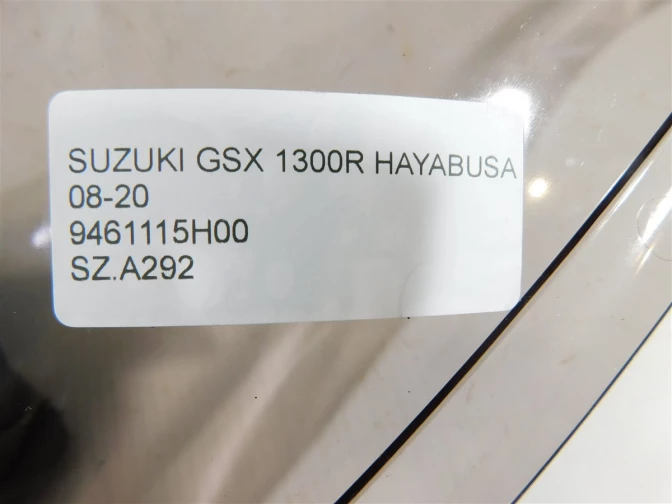 SUZUKI GSX 1300R HAYABUSA
08-20
9461115H00
SZ.A292